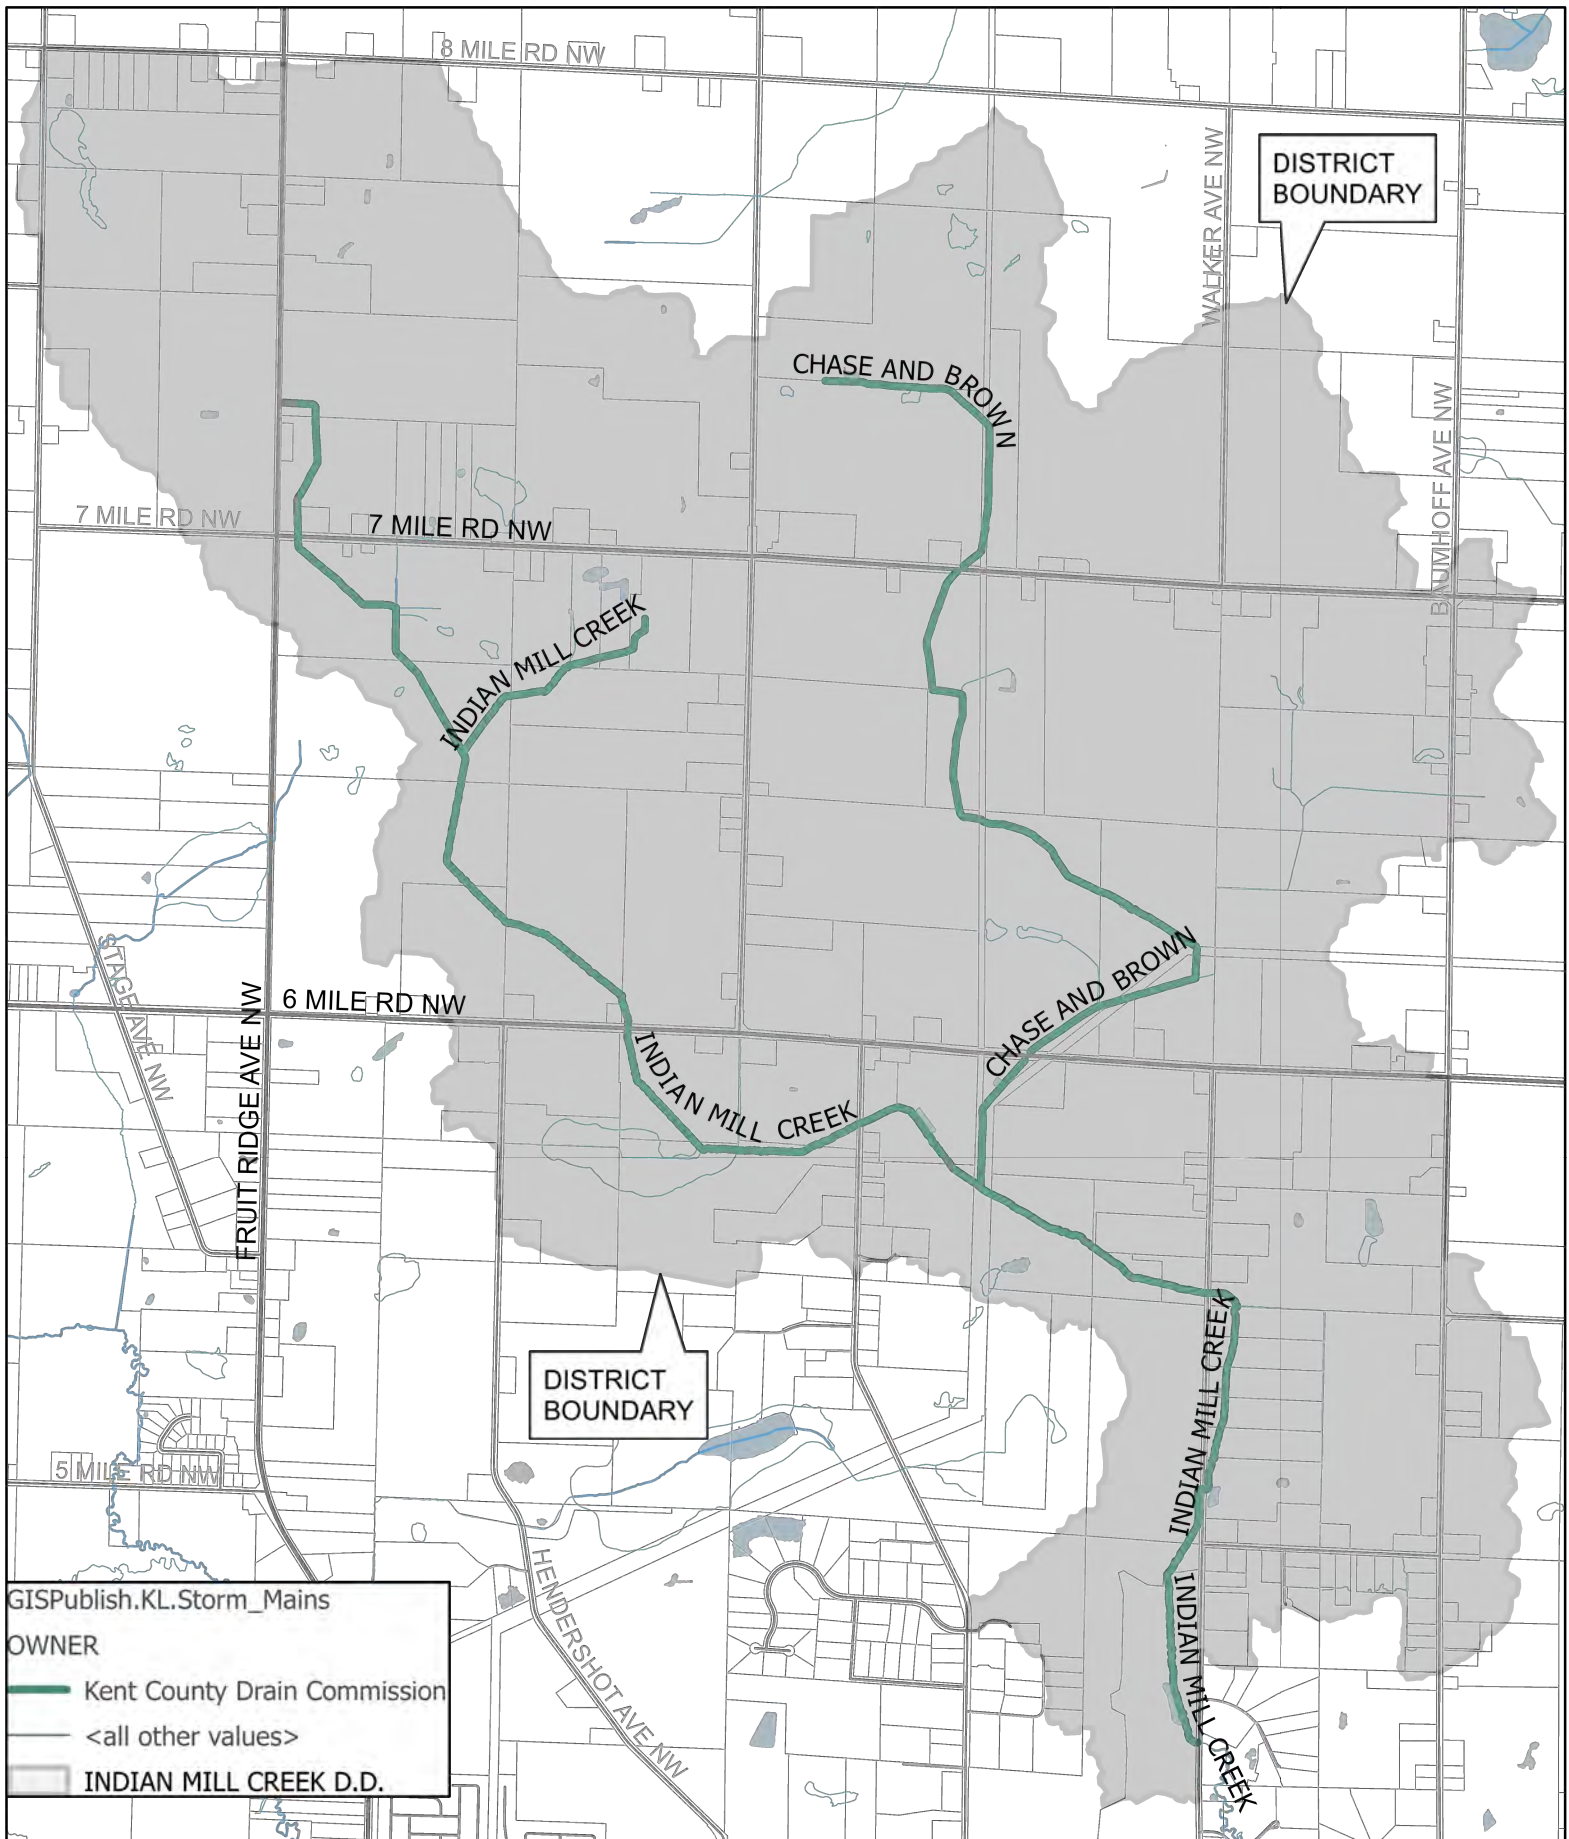 8 MILE RD NW
WALKER AVE NW
DISTRICT
BOUNDARY
CHASE AND BROWN
BAUMHOFF AVE NW
7 MILE RD NW
7 MILE RD NW
INDIAN MILL CREEK
CHASE AND BROWN
STAGE AVE NW
FRUIT RIDGE AVE NW
6 MILE RD NW
INDIAN MILL CREEK
INDIAN MILL CREEK
DISTRICT
BOUNDARY
5 MILE RD NW
HENDERSHOT AVE NW
INDIAN MILL CREEK
GISPublish.KL.Storm_Mains
OWNER
Kent County Drain Commission
<all other values>
INDIAN MILL CREEK D.D.